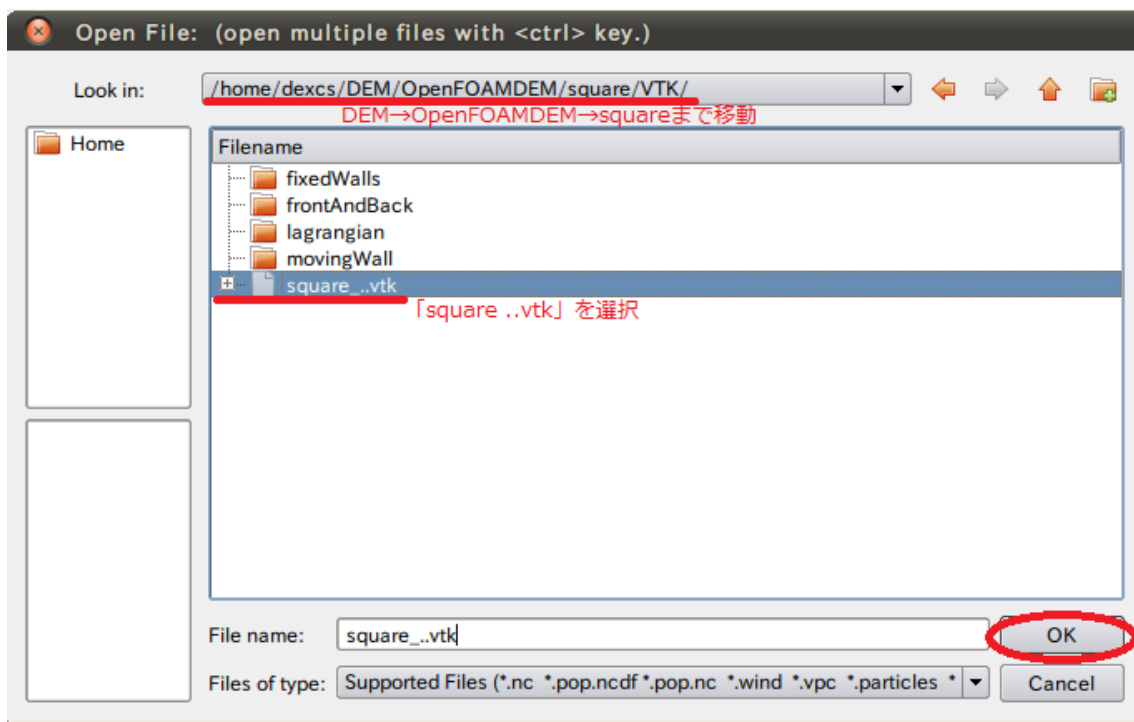 Open File: (open multiple files with <ctrl> key.)
Look in:
/home/dexcs/DEM/OpenFOAMDEM/square/VTK/
DEM→OpenFOAMDEM→squareまで移動
Home
Filename
fixedWalls
frontAndBack
lagrangian
movingWall
square_..vtk
「square ..vtk」を選択
File name:
square_..vtk
OK
Files of type:
Supported Files (*.nc *.pop.ncdf *.pop.nc *.wind *.vpc *.particles *
Cancel